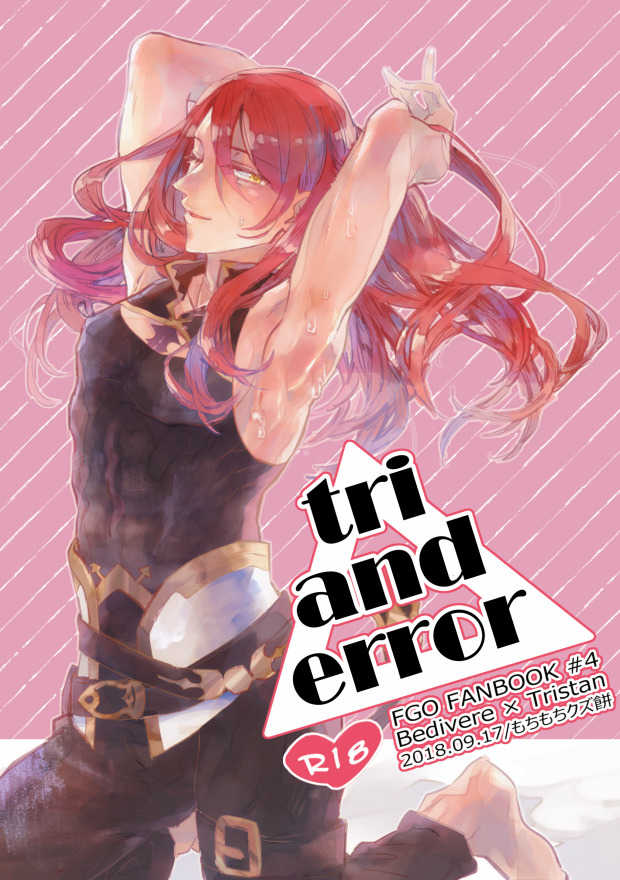 tri
and
error
FGO FANBOOK #4
Bedivere × Tristan
2018.09.17/もちもちクズ餅
R18